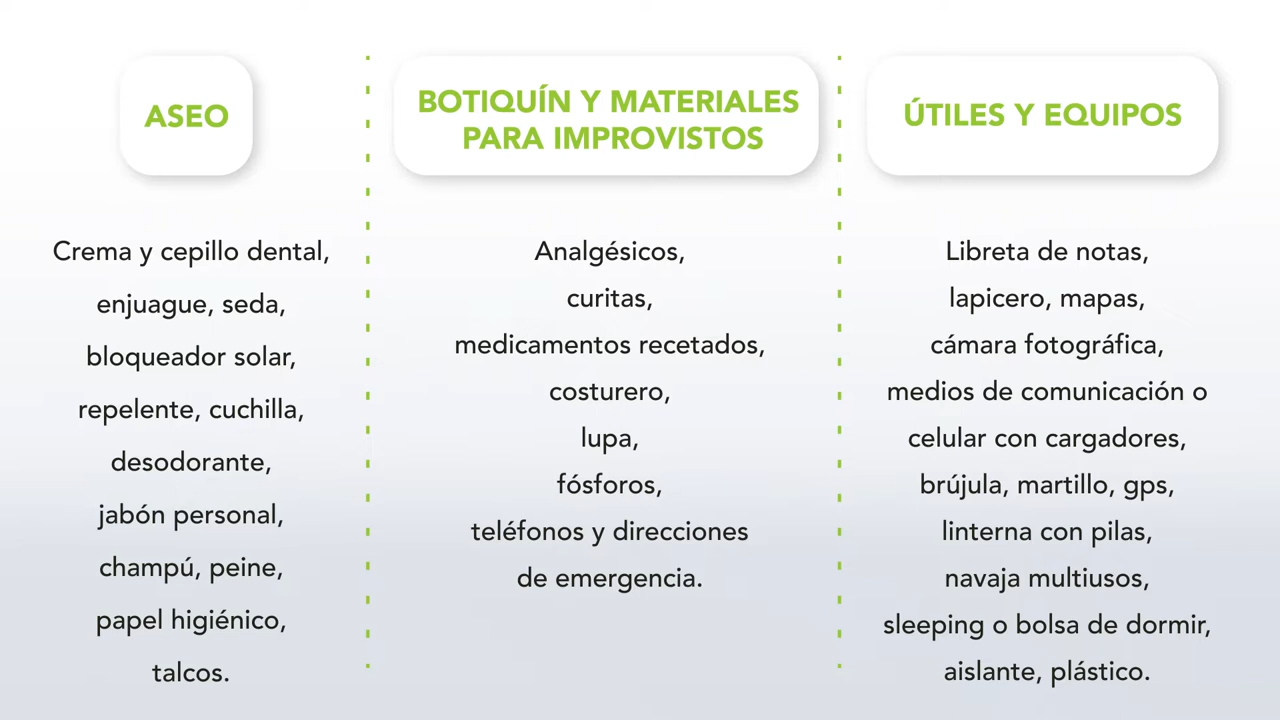 ASEO
Crema y cepillo dental,
enjuague, seda,
bloqueador solar,
repelente, cuchilla,
desodorante,
jabón personal,
champú, peine,
papel higiénico,
talcos.
BOTIQUÍN Y MATERIALES
PARA IMPROVISTOS
Analgésicos,
curitas,
medicamentos recetados,
costurero,
lupa,
fósforos,
teléfonos y direcciones
de emergencia.
ÚTILES Y EQUIPOS
Libreta de notas,
lapicero, mapas,
cámara fotográfica,
medios de comunicación o
celular con cargadores,
brújula, martillo, gps,
linterna con pilas,
navaja multiusos,
sleeping o bolsa de dormir,
aislante, plástico.